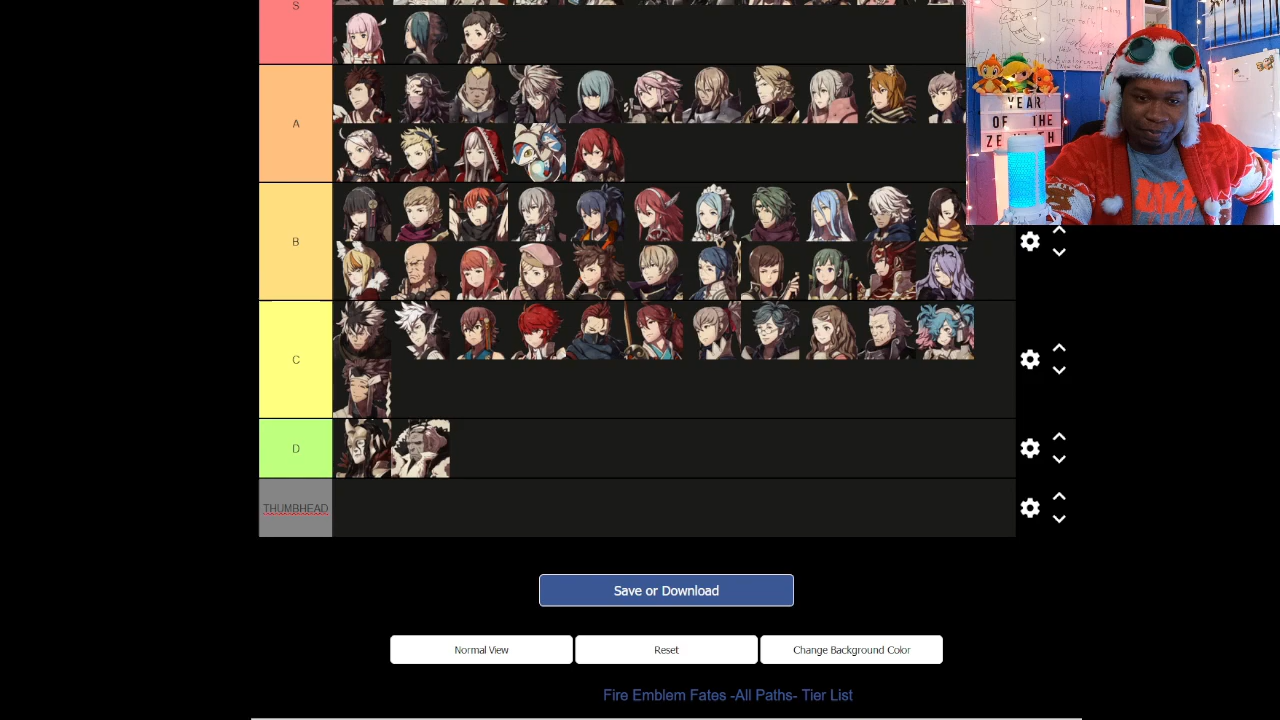 S
A
B
C
D
THUMBHEAD
Save or Download
Normal View
Reset
Change Background Color
Fire Emblem Fates -All Paths- Tier List
YEAR
OF THE